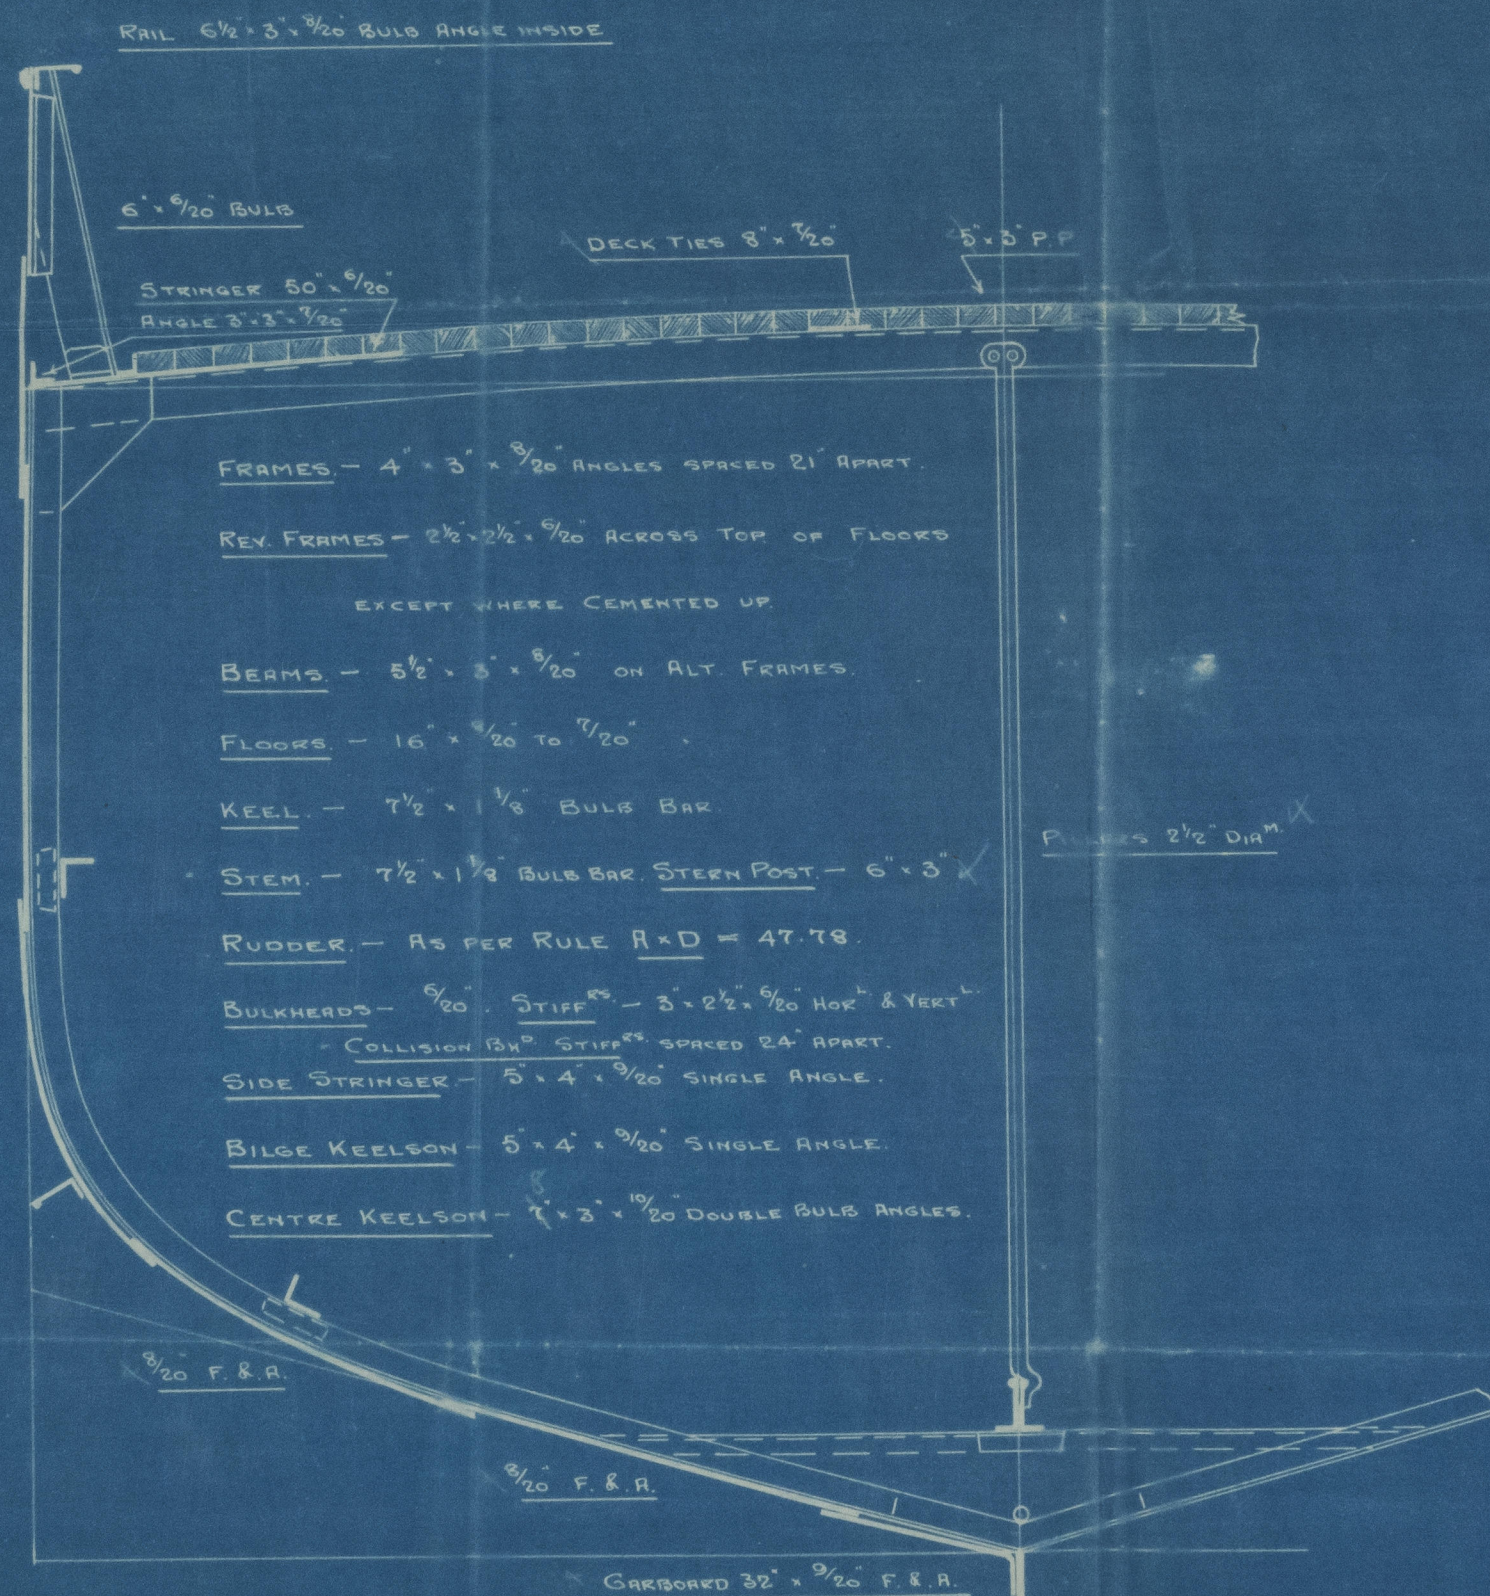 RAIL 6½" × 3" × 8/20" BULB ANGLE INSIDE
6" × 6/20" BULB
STRINGER 50" × 6/20"
ANGLE 3" × 3" × 7/20"
DECK TIES 8" × 7/20"
5" × 3" P.P
FRAMES. — 4" × 3" × 8/20" ANGLES SPACED 21" APART.
REV. FRAMES — 2½" × 2½" × 6/20" ACROSS TOP OF FLOORS
EXCEPT WHERE CEMENTED UP.
BEAMS. — 5½" × 3" × 8/20" ON ALT. FRAMES.
FLOORS. — 16" × /20" TO 7/20"
KEEL. — 7½" × 1⅛" BULB BAR
STEM. — 7½" × 1⅛" BULB BAR. STERN POST. — 6" × 3"
RUDDER. — AS PER RULE A × D = 47.78.
BULKHEADS — 6/20". STIFFRS. — 3" × 2½" × 6/20" HORL & VERTL.
COLLISION BHD. STIFFRS. SPACED 24" APART.
SIDE STRINGER — 5" × 4" × 9/20" SINGLE ANGLE.
BILGE KEELSON — 5" × 4" × 9/20" SINGLE ANGLE.
8
CENTRE KEELSON — 7" × 3" × 10/20" DOUBLE BULB ANGLES.
2½" DIAM.
8/20" F. & A.
8/20" F. & A.
GARBOARD 32" × 9/20" F. & A.